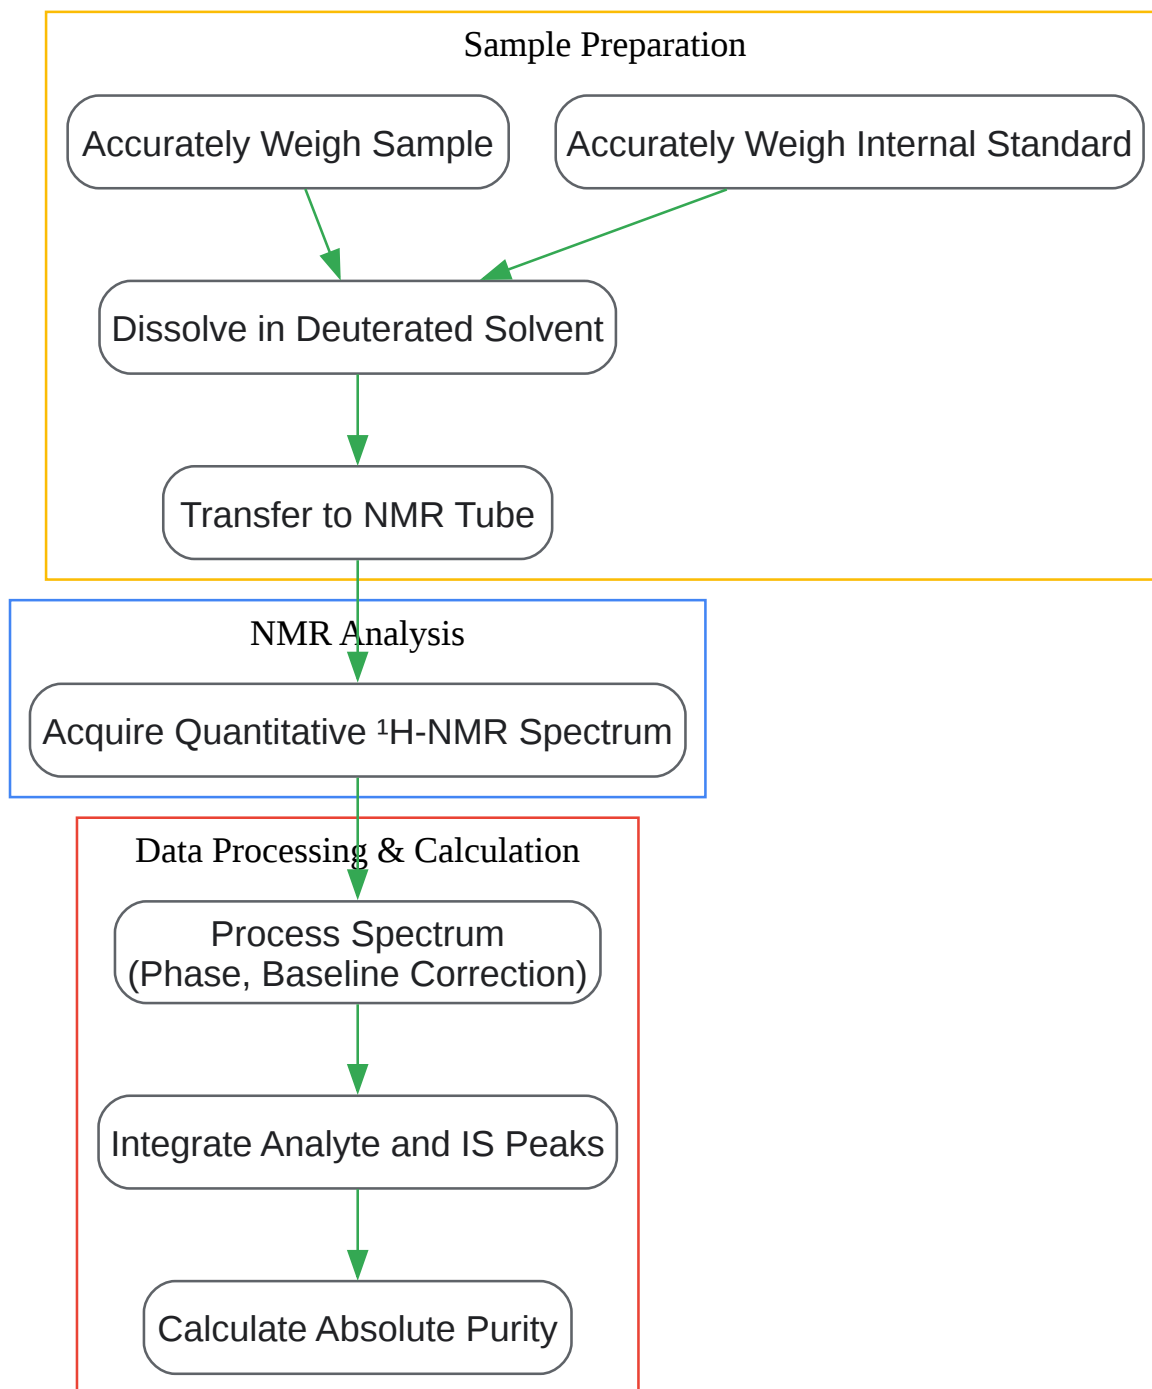 Sample Preparation
Accurately Weigh Sample
Accurately Weigh Internal Standard
Dissolve in Deuterated Solvent
Transfer to NMR Tube
NMR Analysis
Acquire Quantitative ¹H-NMR Spectrum
Data Processing & Calculation
Process Spectrum
(Phase, Baseline Correction)
Integrate Analyte and IS Peaks
Calculate Absolute Purity